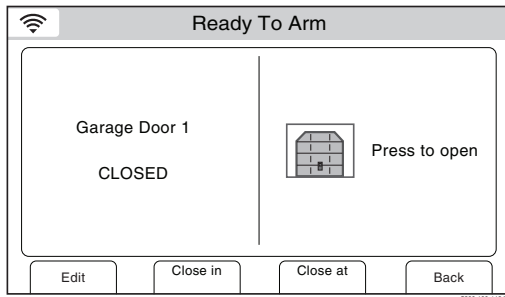 Ready To Arm
Garage Door 1
CLOSED
Press to open
Edit
Close in
Close at
Back